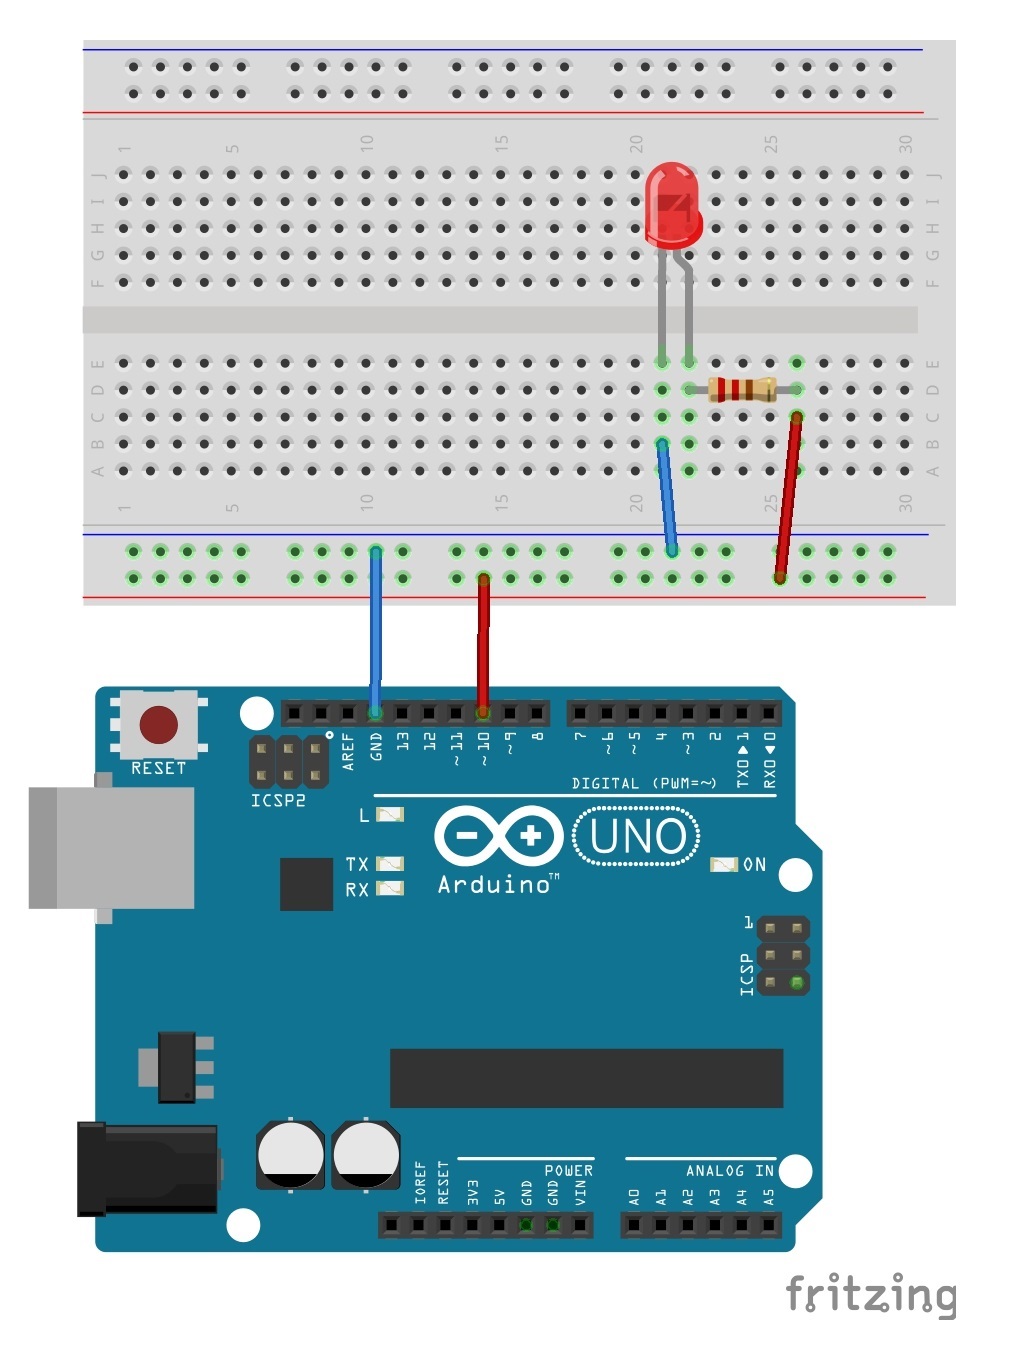 1 5 10 15 20 25 30
J J
I I
H H
G G
F F
E E
D D
C C
B B
A A
1 5 10 15 20 25 30
RESET
ICSP2
AREF
GND
13
12
~11
~10
~9
8
7
~6
~5
4
~3
2
TX0▶1
RX0◀0
DIGITAL (PWM=~)
L
TX
RX
UNO
Arduino™
ON
1
ICSP
POWER
ANALOG IN
IOREF
RESET
3V3
5V
GND
GND
VIN
A0
A1
A2
A3
A4
A5
fritzing